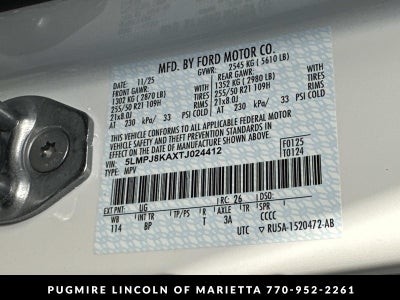 MFD. BY FORD MOTOR CO.
11/25 GVWR: 2545 KG ( 5610 LB)
FRONT GAWR: REAR GAWR:
1302 KG ( 2870 LB) 1352 KG ( 2980 LB)
255/50 R21 109H TIRES 255/50 R21 109H TIRES
21x8.0J RIMS 21x8.0J RIMS
AT 230 kPa/ 33 PSI COLD AT 230 kPa/ 33 PSI COLD
THIS VEHICLE CONFORMS TO ALL APPLICABLE FEDERAL MOTOR
VEHICLE SAFETY AND THEFT PREVENTION STANDARDS IN EFFECT
ON THE DATE OF MANUFACTURE SHOWN ABOVE.
VIN: 5LMPJ8KAXTJ024412 F0125
TYPE: MPV T0124
EXT PNT: UG RC: 26 DSO:
WB INT TR TP/PS R AXLE TR SPR
114 BP T 3A CCCC
UTC RU5A-1520472-AB
PUGMIRE LINCOLN OF MARIETTA 770-952-2261